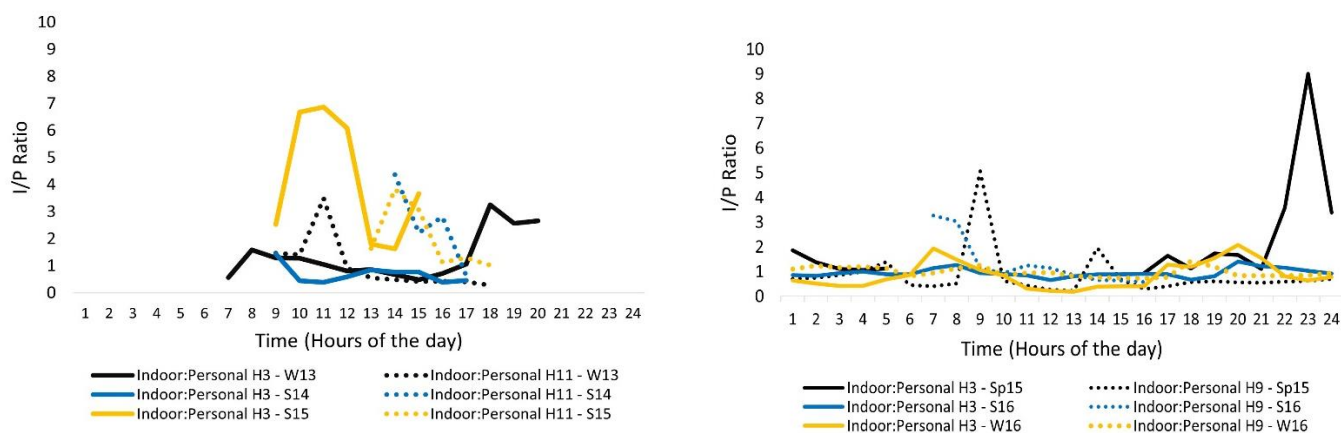 10
9
8
7
6
5
4
3
2
1
0
I/P Ratio
1 2 3 4 5 6 7 8 9 10 11 12 13 14 15 16 17 18 19 20 21 22 23 24
Time (Hours of the day)
Indoor:Personal H3 - W13 Indoor:Personal H11 - W13
Indoor:Personal H3 - S14 Indoor:Personal H11 - S14
Indoor:Personal H3 - S15 Indoor:Personal H11 - S15
10
9
8
7
6
5
4
3
2
1
0
I/P Ratio
1 2 3 4 5 6 7 8 9 10 11 12 13 14 15 16 17 18 19 20 21 22 23 24
Time (Hours of the day)
Indoor:Personal H3 - Sp15 Indoor:Personal H9 - Sp15
Indoor:Personal H3 - S16 Indoor:Personal H9 - S16
Indoor:Personal H3 - W16 Indoor:Personal H9 - W16